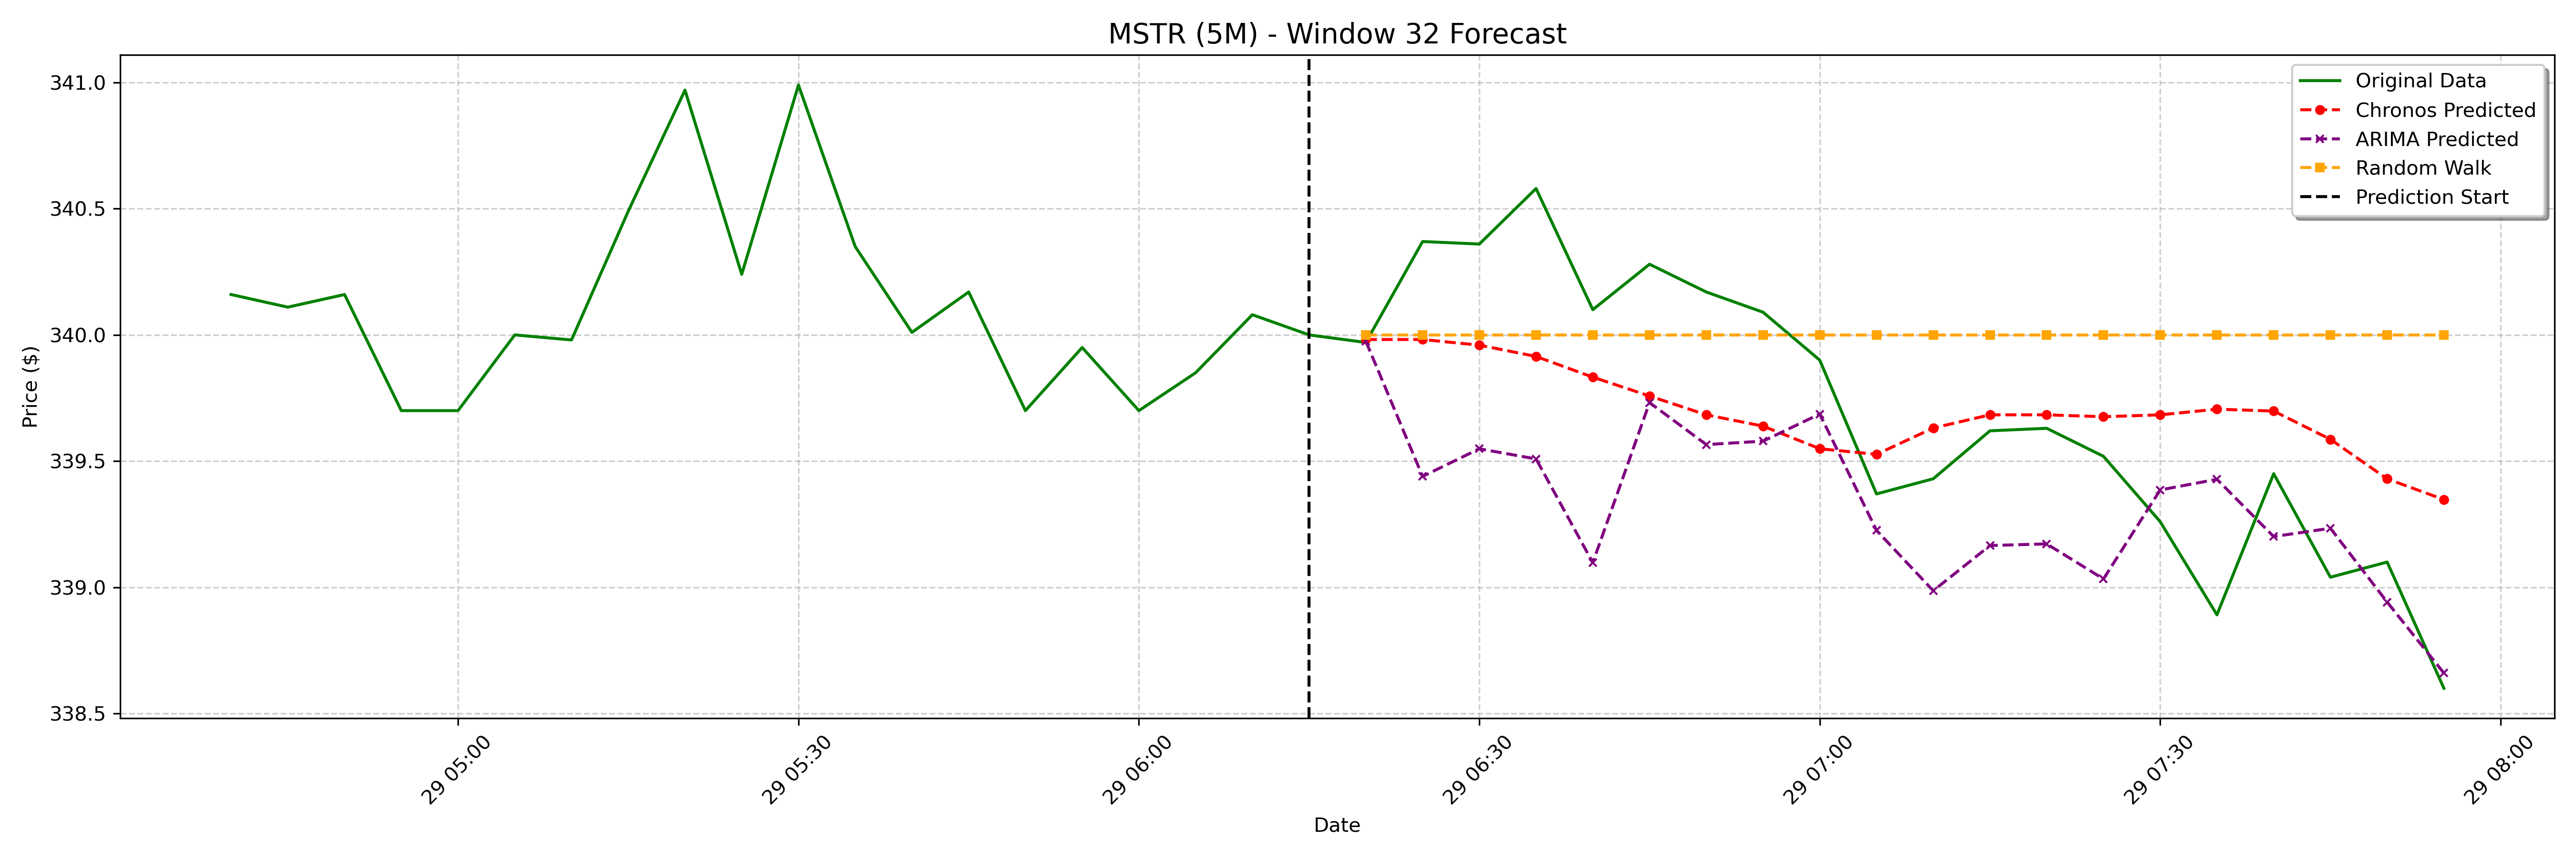 MSTR (5M) - Window 32 Forecast
Price ($)
341.0
340.5
340.0
339.5
339.0
338.5
Original Data
Chronos Predicted
ARIMA Predicted
Random Walk
Prediction Start
29 05:00
29 05:30
29 06:00
29 06:30
29 07:00
29 07:30
29 08:00
Date